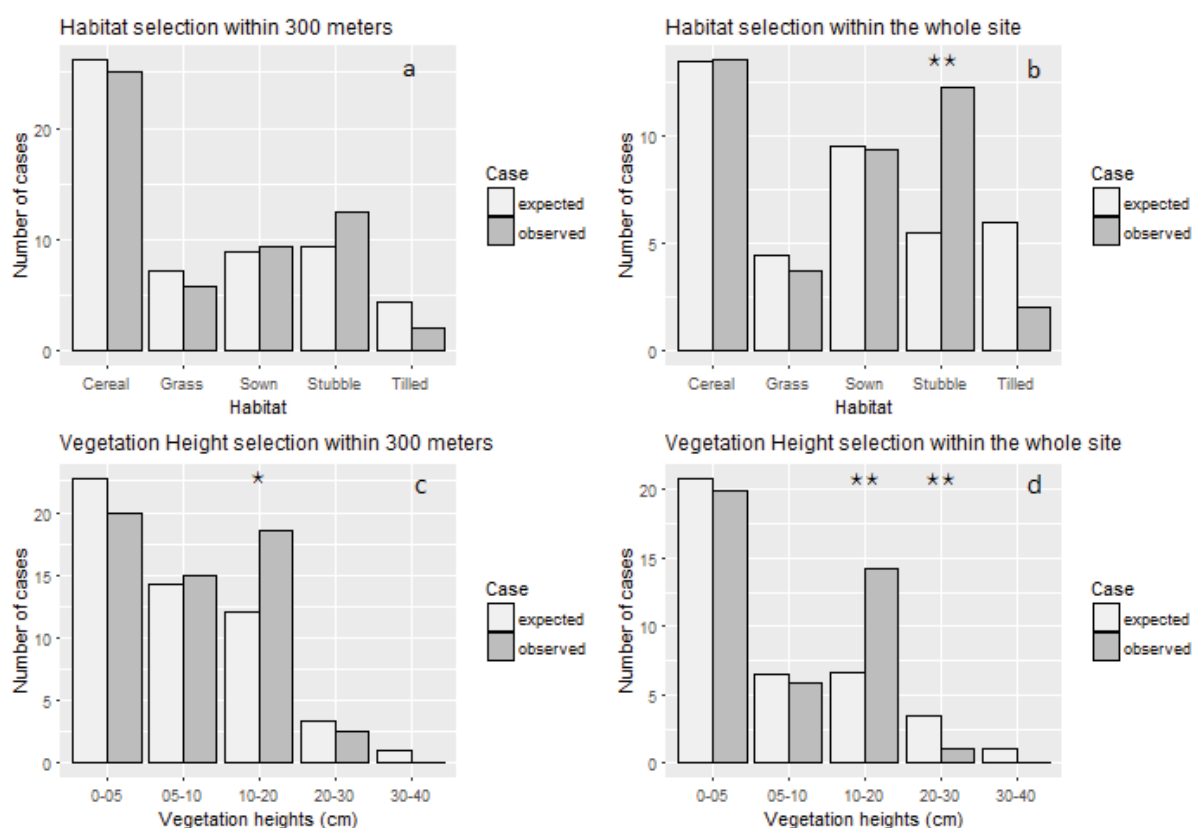 Habitat selection within 300 meters
a
Number of cases
20
10
0
Cereal Grass Sown Stubble Tilled
Habitat
Case
expected
observed
Habitat selection within the whole site
** b
Number of cases
10
5
0
Cereal Grass Sown Stubble Tilled
Habitat
Case
expected
observed
Vegetation Height selection within 300 meters
* c
Number of cases
20
15
10
5
0
0-05 05-10 10-20 20-30 30-40
Vegetation heights (cm)
Case
expected
observed
Vegetation Height selection within the whole site
** ** d
Number of cases
20
15
10
5
0
0-05 05-10 10-20 20-30 30-40
Vegetation heights (cm)
Case
expected
observed